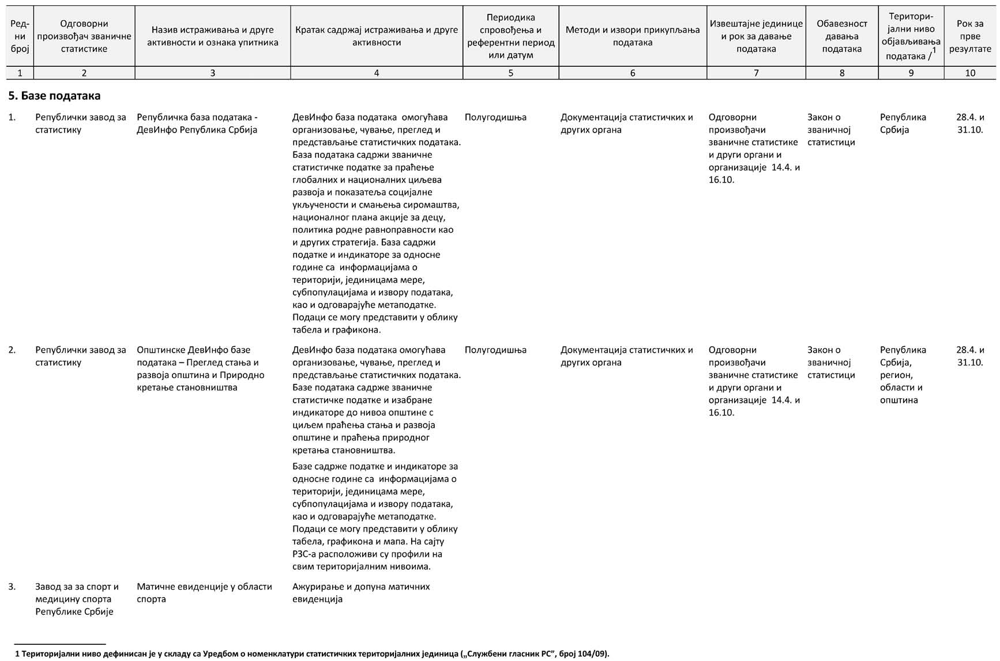 Ред-
ни
број
Одговорни
произвођач званичне
статистике
Назив истраживања и друге
активности и ознака упитника
Кратак садржај истраживања и друге
активности
Периодика
спровођења и
референтни период
или датум
Методи и извори прикупљања
података
Извештајне јединице
и рок за давање
података
Обавезност
давања
података
Територи-
јални ниво
објављивања
података /1
Рок за
прве
резултате
1 2 3 4 5 6 7 8 9 10
5. Базе података
1.
Републички завод за
статистику
Републичка база података -
ДевИнфо Република Србија
ДевИнфо база података омогућава
организовање, чување, преглед и
представљање статистичких података.
База података садржи званичне
статистичке податке за праћење
глобалних и националних циљева
развоја и показатеља социјалне
укључености и смањења сиромаштва,
националног плана акције за децу,
политика родне равноправности као
и других стратегија. База садржи
податке и индикаторе за односне
године са информацијама о
територији, јединицама мере,
субпопулацијама и извору података,
као и одговарајуће метаподатке.
Подаци се могу представити у облику
табела и графикона.
Полугодишња
Документација статистичких и
других органа
Одговорни
произвођачи
званичне статистике
и други органи и
организације 14.4. и
16.10.
Закон о
званичној
статистици
Република
Србија
28.4. и
31.10.
2.
Републички завод за
статистику
Општинске ДевИнфо базе
података – Преглед стања и
развоја општина и Природно
кретање становништва
ДевИнфо база података омогућава
организовање, чување, преглед и
представљање статистичких података.
Базе података садрже званичне
статистичке податке и изабране
индикаторе до нивоа општине с
циљем праћења стања и развоја
општине и праћења природног
кретања становништва.
Базе садрже податке и индикаторе за
односне године са информацијама о
територији, јединицама мере,
субпопулацијама и извору података,
као и одговарајуће метаподатке.
Подаци се могу представити у облику
табела, графикона и мапа. На сајту
РЗС-а расположиви су профили на
свим територијалним нивоима.
Полугодишња
Документација статистичких и
других органа
Одговорни
произвођачи
званичне статистике
и други органи и
организације 14.4. и
16.10.
Закон о
званичној
статистици
Република
Србија,
регион,
области и
општина
28.4. и
31.10.
3.
Завод за за спорт и
медицину спорта
Републике Србије
Матичне евиденције у области
спорта
Ажурирање и допуна матичних
евиденција
1 Територијални ниво дефинисан је у складу са Уредбом о номенклатури статистичких територијалних јединица („Службени гласник РС”, број 104/09).